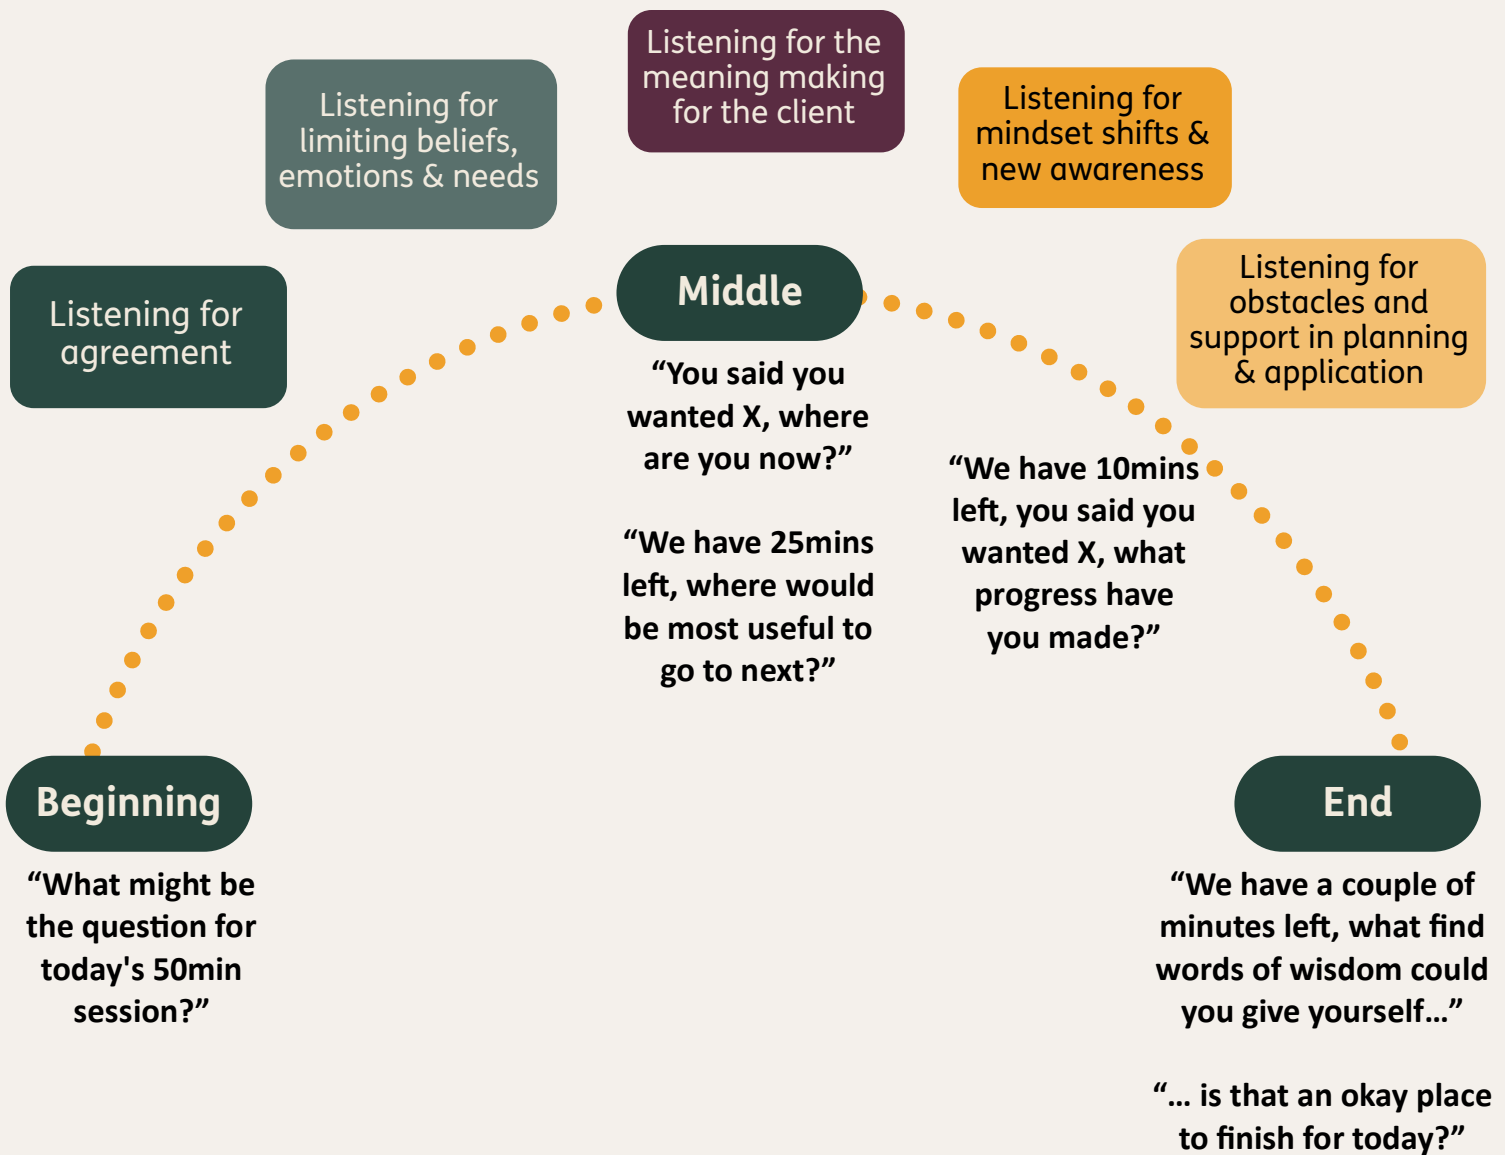 Listening for the
meaning making
for the client
Listening for
limiting beliefs,
emotions & needs
Listening for
mindset shifts &
new awareness
Listening for
agreement
Listening for
obstacles and
support in planning
& application
Middle
“You said you
wanted X, where
are you now?”
“We have 25mins
left, where would
be most useful to
go to next?”
“We have 10mins
left, you said you
wanted X, what
progress have
you made?”
Beginning
“What might be
the question for
today's 50min
session?”
End
“We have a couple of
minutes left, what find
words of wisdom could
you give yourself...”
“... is that an okay place
to finish for today?”